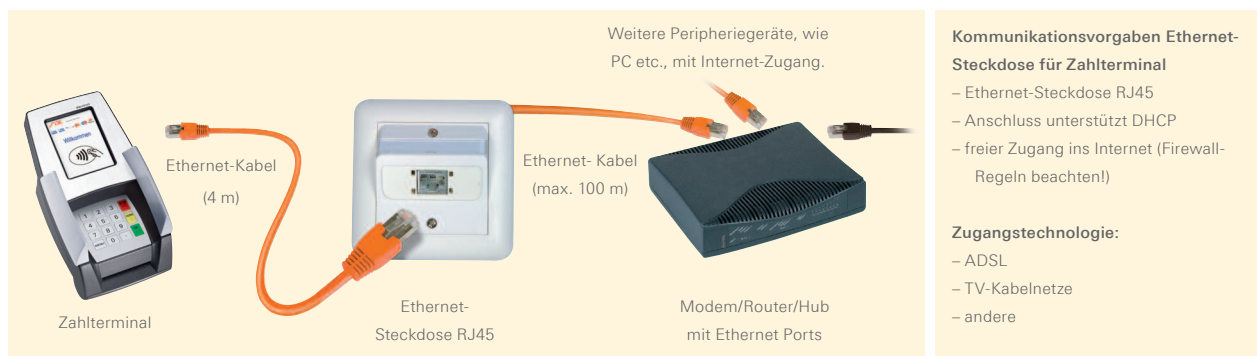 Weitere Peripheriegeräte, wie
PC etc., mit Internet-Zugang.
Willkommen
Ethernet-Kabel
(4 m)
Ethernet- Kabel
(max. 100 m)
Zahlterminal
Ethernet-
Steckdose RJ45
Modem/Router/Hub
mit Ethernet Ports
Kommunikationsvorgaben Ethernet-
Steckdose für Zahlterminal
– Ethernet-Steckdose RJ45
– Anschluss unterstützt DHCP
– freier Zugang ins Internet (Firewall-
Regeln beachten!)
Zugangstechnologie:
– ADSL
– TV-Kabelnetze
– andere